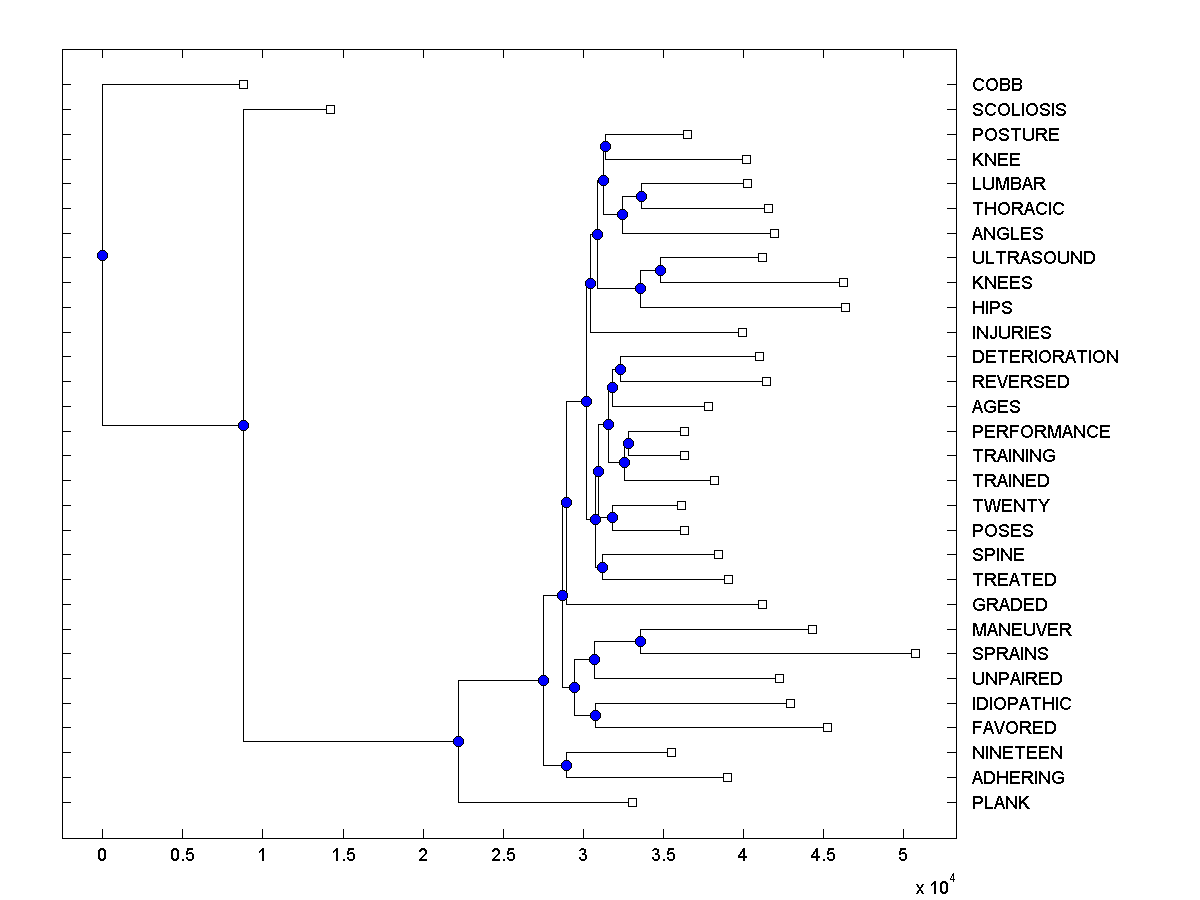 COBB
SCOLIOSIS
POSTURE
KNEE
LUMBAR
THORACIC
ANGLES
ULTRASOUND
KNEES
HIPS
INJURIES
DETERIORATION
REVERSED
AGES
PERFORMANCE
TRAINING
TRAINED
TWENTY
POSES
SPINE
TREATED
GRADED
MANEUVER
SPRAINS
UNPAIRED
IDIOPATHIC
FAVORED
NINETEEN
ADHERING
PLANK
0 0.5 1 1.5 2 2.5 3 3.5 4 4.5 5
x 10^4